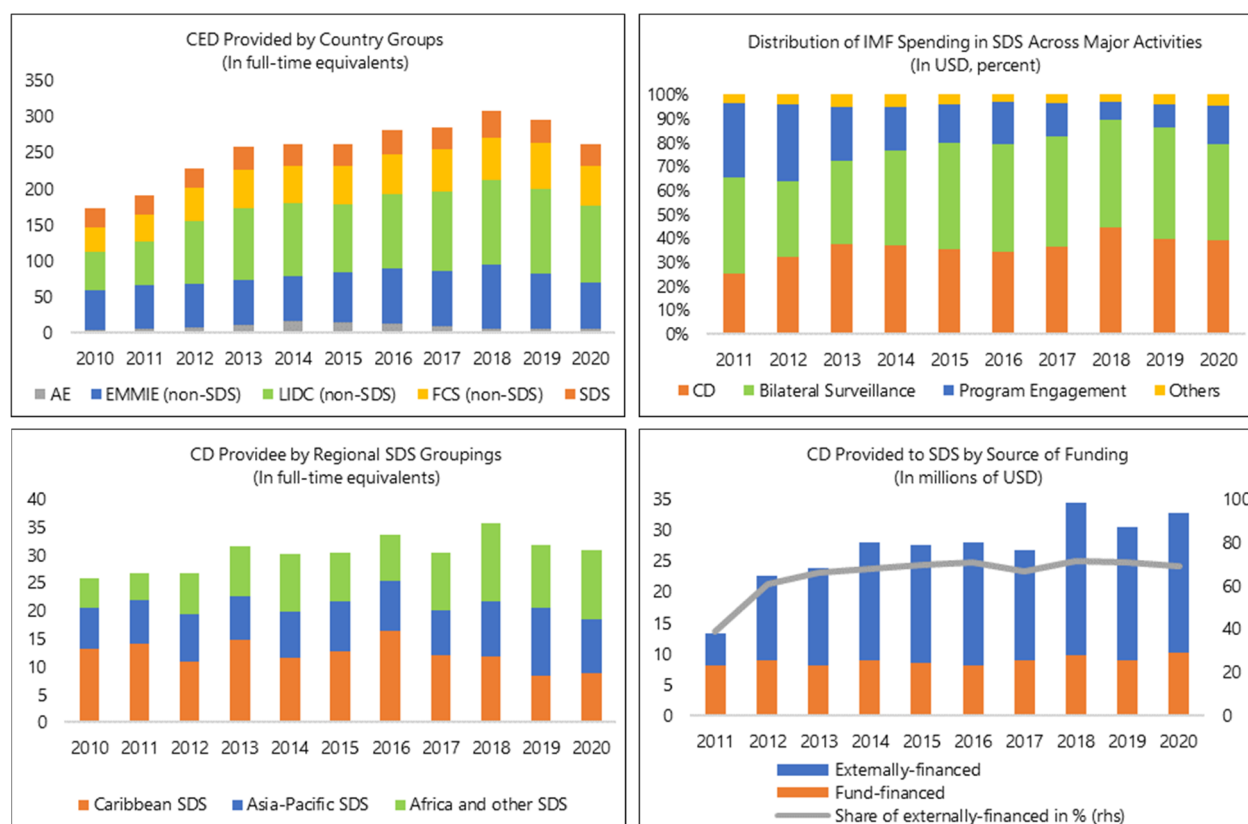 CED Provided by Country Groups
(In full-time equivalents)
350
300
250
200
150
100
50
0
2010 2011 2012 2013 2014 2015 2016 2017 2018 2019 2020
AE EMMIE (non-SDS) LIDC (non-SDS) FCS (non-SDS) SDS
Distribution of IMF Spending in SDS Across Major Activities
(In USD, percent)
100%
90%
80%
70%
60%
50%
40%
30%
20%
10%
0%
2011 2012 2013 2014 2015 2016 2017 2018 2019 2020
CD Bilateral Surveillance Program Engagement Others
CD Providee by Regional SDS Groupings
(In full-time equivalents)
40
35
30
25
20
15
10
5
0
2010 2011 2012 2013 2014 2015 2016 2017 2018 2019 2020
Caribbean SDS Asia-Pacific SDS Africa and other SDS
CD Provided to SDS by Source of Funding
(In millions of USD)
35 100
30
25 80
20 60
15 40
10
5 20
0 0
2011 2012 2013 2014 2015 2016 2017 2018 2019 2020
Externally-financed
Fund-financed
Share of externally-financed in % (rhs)